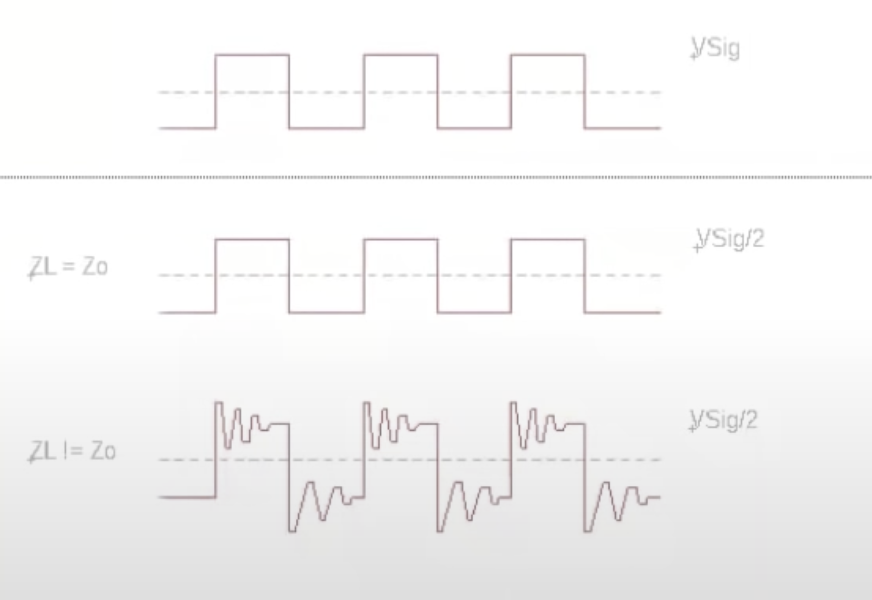 VSig
VSig/2
ZL = Zo
VSig/2
ZL != Zo